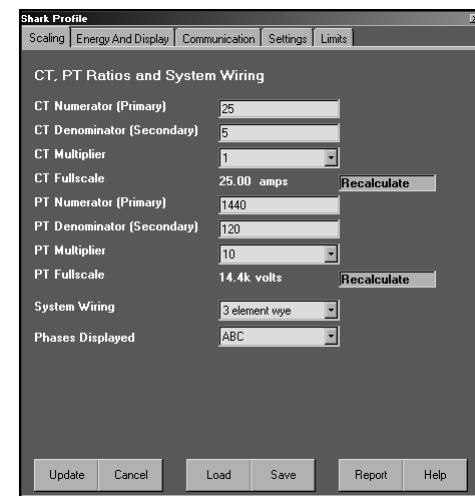 Shark Profile
Scaling Energy And Display Communication Settings Limits
CT, PT Ratios and System Wiring
CT Numerator (Primary) 25
CT Denominator (Secondary) 5
CT Multiplier 1
CT Fullscale 25.00 amps Recalculate
PT Numerator (Primary) 1440
PT Denominator (Secondary) 120
PT Multiplier 10
PT Fullscale 14.4k volts Recalculate
System Wiring 3 element wye
Phases Displayed ABC
Update Cancel Load Save Report Help